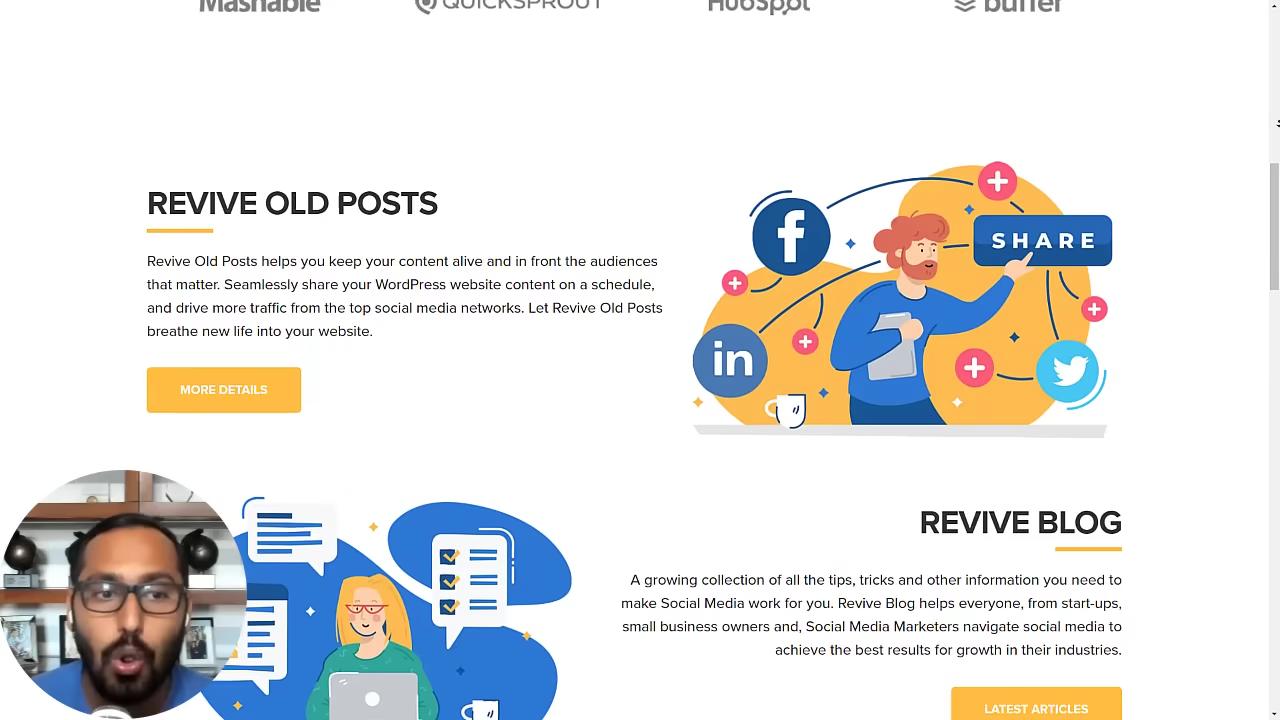 Mashable QUICKSPROUT HubSpot buffer
REVIVE OLD POSTS
Revive Old Posts helps you keep your content alive and in front the audiences
that matter. Seamlessly share your WordPress website content on a schedule,
and drive more traffic from the top social media networks. Let Revive Old Posts
breathe new life into your website.
MORE DETAILS
f
SHARE
in
REVIVE BLOG
A growing collection of all the tips, tricks and other information you need to
make Social Media work for you. Revive Blog helps everyone, from start-ups,
small business owners and, Social Media Marketers navigate social media to
achieve the best results for growth in their industries.
LATEST ARTICLES